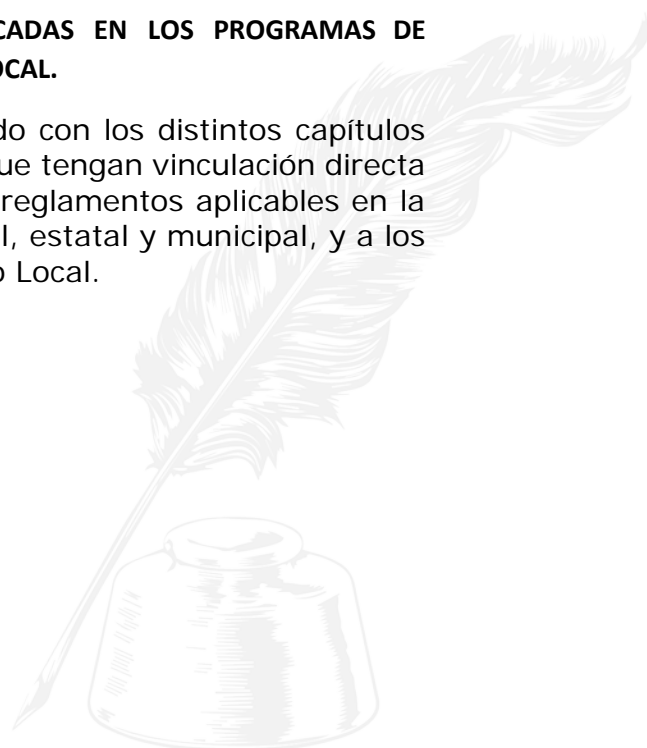 CADAS EN LOS PROGRAMAS DE
OCAL.
do con los distintos capítulos
ue tengan vinculación directa
reglamentos aplicables en la
l, estatal y municipal, y a los
o Local.